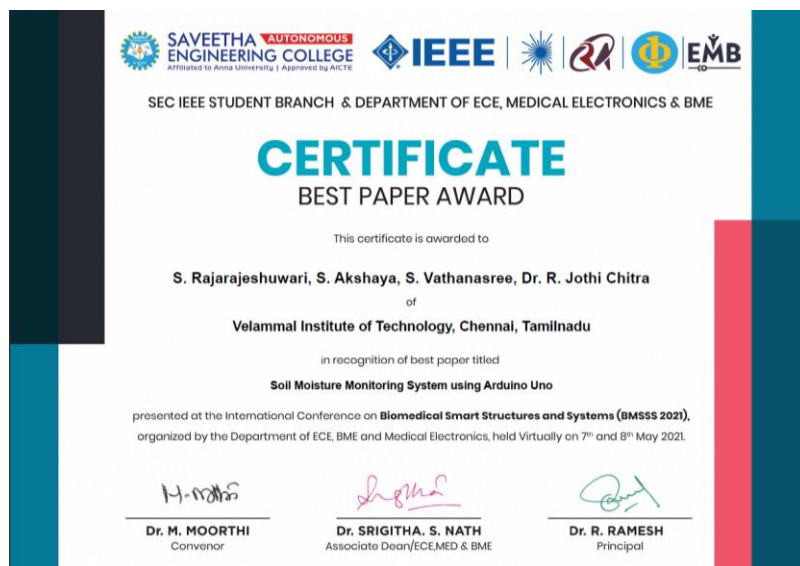 SAVEETHA AUTONOMOUS
ENGINEERING COLLEGE
Affiliated to Anna University | Approved by AICTE
IEEE
EMB
SEC IEEE STUDENT BRANCH & DEPARTMENT OF ECE, MEDICAL ELECTRONICS & BME
CERTIFICATE
BEST PAPER AWARD
This certificate is awarded to
S. Rajarajeshuwari, S. Akshaya, S. Vathanasree, Dr. R. Jothi Chitra
of
Velammal Institute of Technology, Chennai, Tamilnadu
in recognition of best paper titled
Soil Moisture Monitoring System using Arduino Uno
presented at the International Conference on Biomedical Smart Structures and Systems (BMSSS 2021),
organized by the Department of ECE, BME and Medical Electronics, held Virtually on 7th and 8th May 2021.
Dr. M. MOORTHI
Convenor
Dr. SRIGITHA. S. NATH
Associate Dean/ECE,MED & BME
Dr. R. RAMESH
Principal